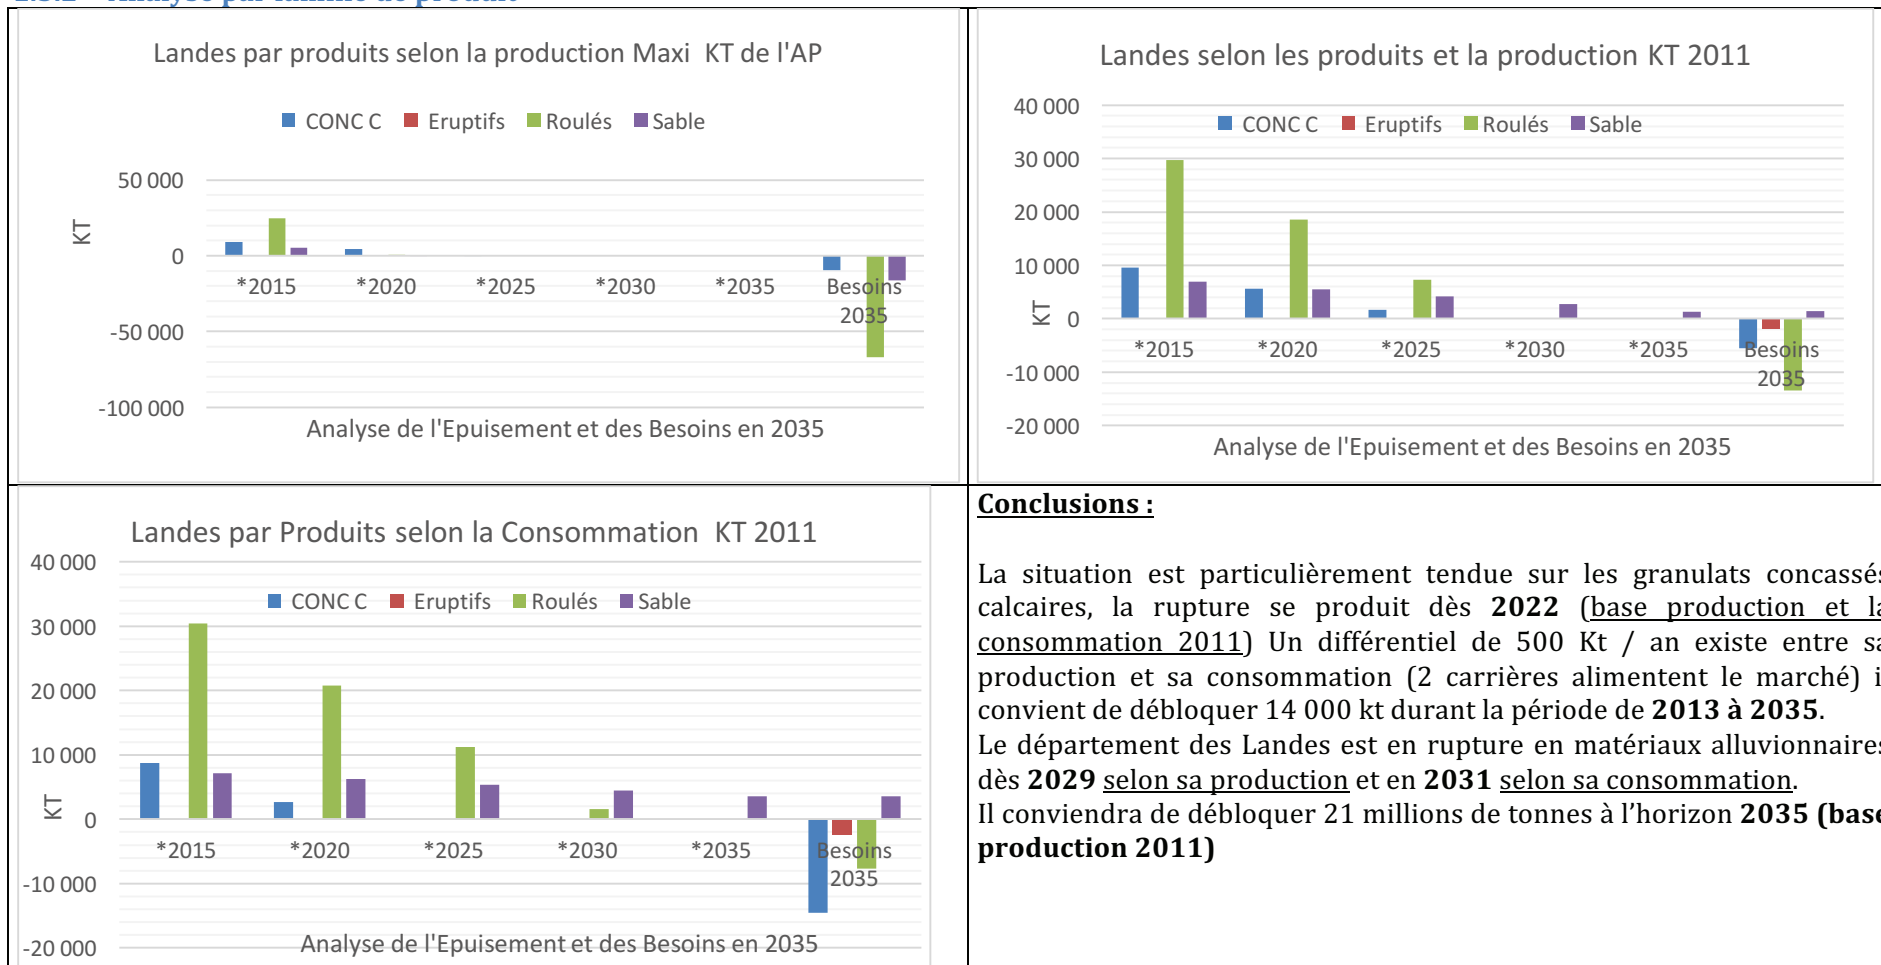 Landes par produits selon la production Maxi KT de l'AP
CONC C Eruptifs Roulés Sable
50 000
0
-50 000
-100 000
KT
*2015 *2020 *2025 *2030 *2035 Besoins 2035
Analyse de l'Epuisement et des Besoins en 2035
Landes selon les produits et la production KT 2011
CONC C Eruptifs Roulés Sable
40 000
30 000
20 000
10 000
0
-10 000
-20 000
KT
*2015 *2020 *2025 *2030 *2035 Besoins 2035
Analyse de l'Epuisement et des Besoins en 2035
Landes par Produits selon la Consommation KT 2011
CONC C Eruptifs Roulés Sable
40 000
30 000
20 000
10 000
0
-10 000
-20 000
KT
*2015 *2020 *2025 *2030 *2035 Besoins 2035
Analyse de l'Epuisement et des Besoins en 2035
Conclusions :
La situation est particulièrement tendue sur les granulats concassés
calcaires, la rupture se produit dès 2022 (base production et la
consommation 2011) Un différentiel de 500 Kt / an existe entre sa
production et sa consommation (2 carrières alimentent le marché)
convient de débloquer 14 000 kt durant la période de 2013 à 2035.
Le département des Landes est en rupture en matériaux alluvionnaires
dès 2029 selon sa production et en 2031 selon sa consommation.
Il conviendra de débloquer 21 millions de tonnes à l'horizon 2035 (base
production 2011)